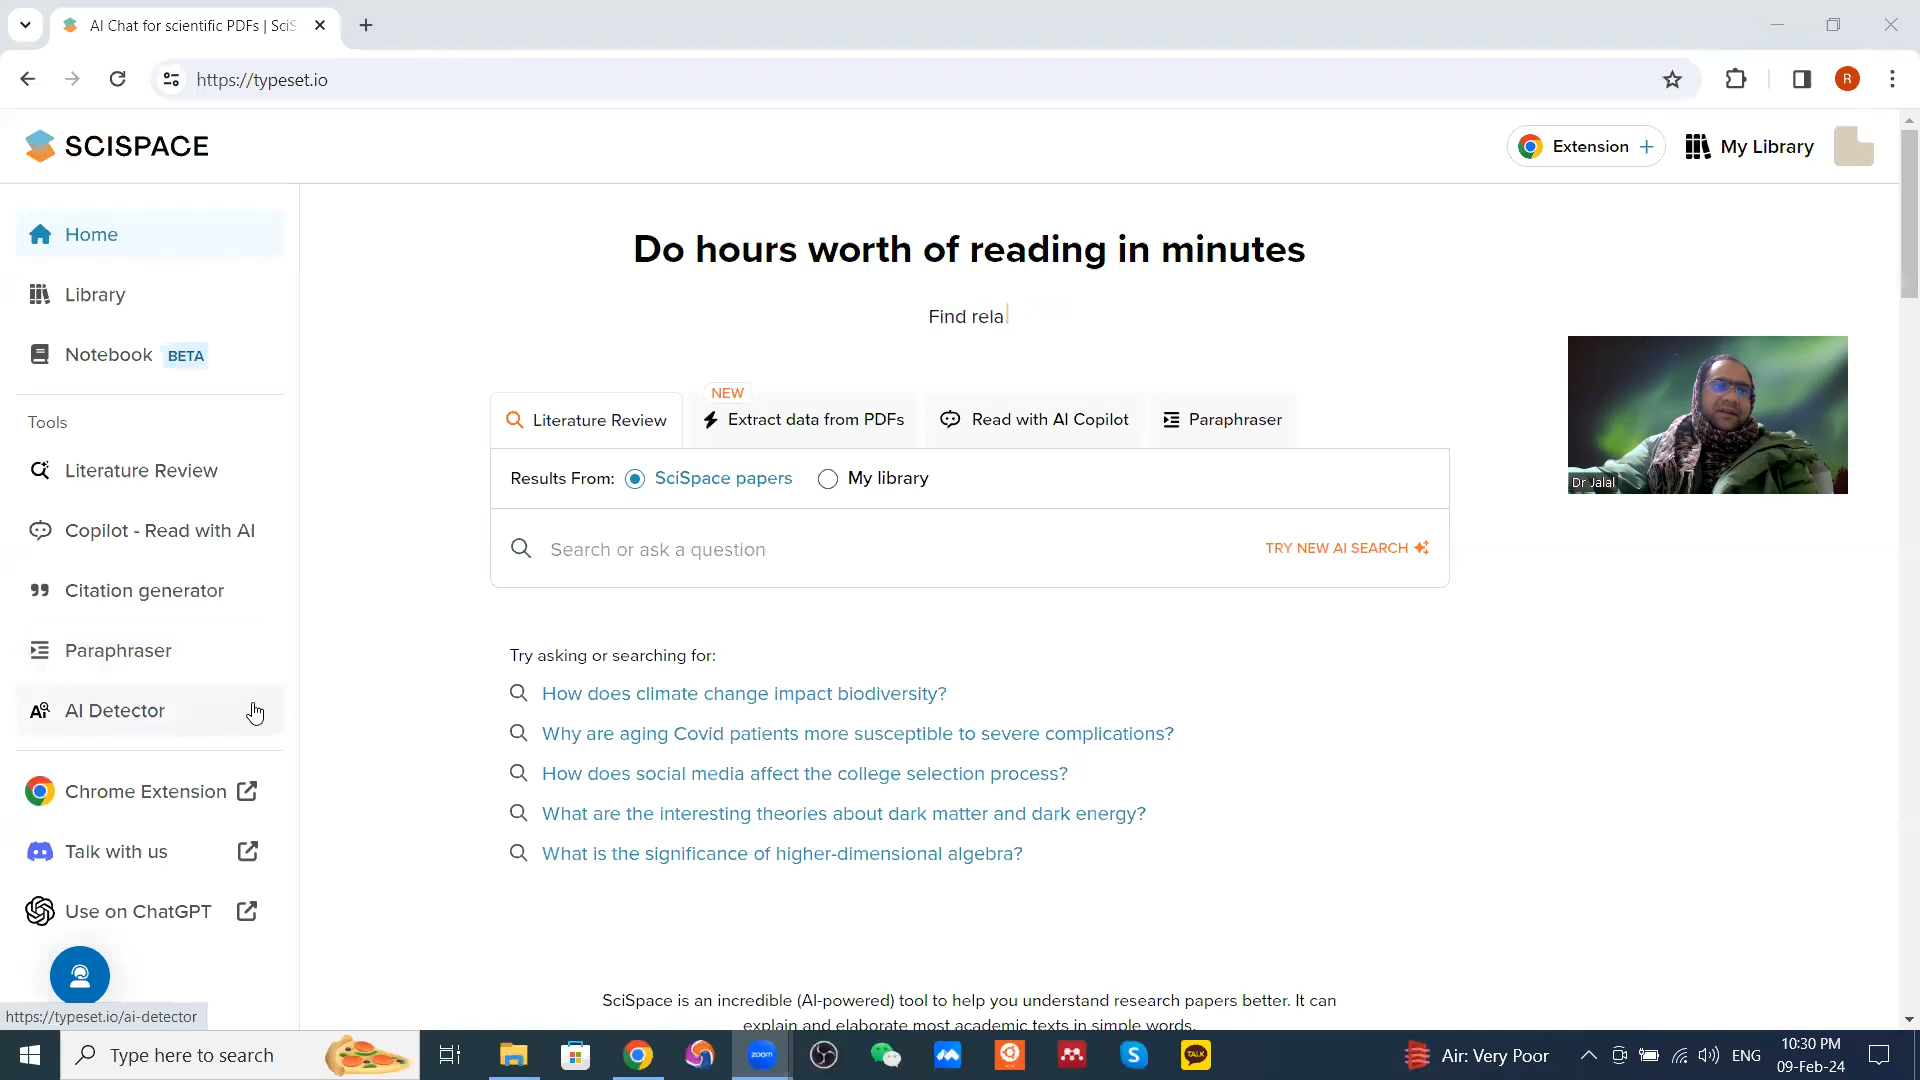 AI Chat for scientific PDFs | SciS
https://typeset.io
R
SCISPACE
Extension +
My Library
Home
Library
Notebook BETA
Tools
Literature Review
Copilot - Read with AI
Citation generator
Paraphraser
AI Detector
Chrome Extension
Talk with us
Use on ChatGPT
https://typeset.io/ai-detector
Do hours worth of reading in minutes
Find rela
NEW
Literature Review
Extract data from PDFs
Read with AI Copilot
Paraphraser
Results From: SciSpace papers My library
Search or ask a question
TRY NEW AI SEARCH
Dr Jalal
Try asking or searching for:
How does climate change impact biodiversity?
Why are aging Covid patients more susceptible to severe complications?
How does social media affect the college selection process?
What are the interesting theories about dark matter and dark energy?
What is the significance of higher-dimensional algebra?
SciSpace is an incredible (AI-powered) tool to help you understand research papers better. It can
explain and elaborate most academic texts in simple words.
Type here to search
zoom
TALK
Air: Very Poor
ENG
10:30 PM
09-Feb-24